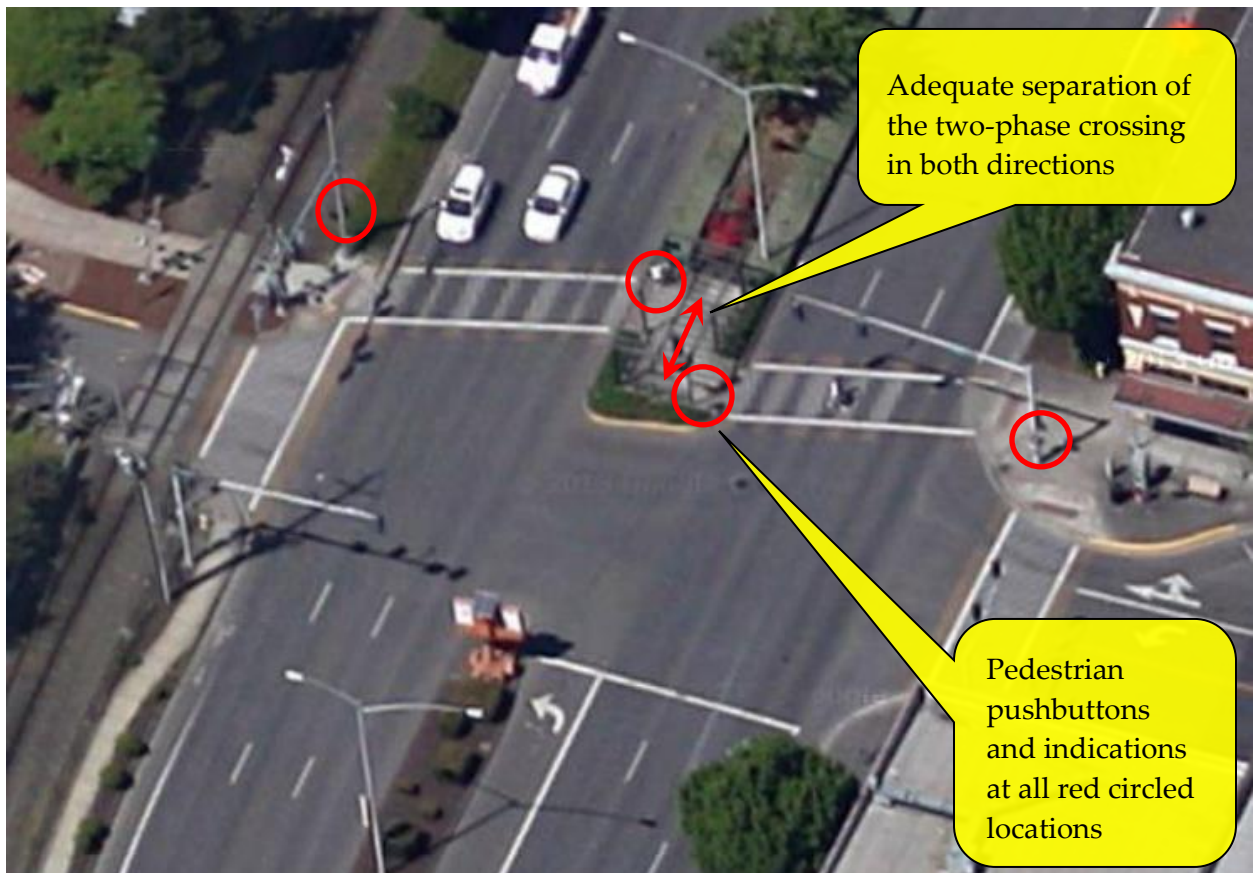 Adequate separation of
the two-phase crossing
in both directions
Pedestrian
pushbuttons
and indications
at all red circled
locations